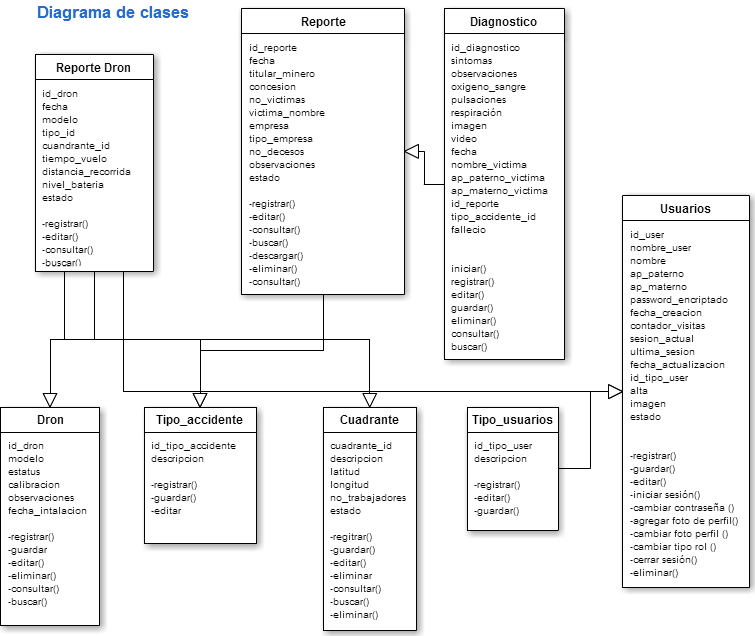 Diagrama de clases
Reporte Dron
id_dron
fecha
modelo
tipo_id
cuandrante_id
tiempo_vuelo
distancia_recorrida
nivel_bateria
estado
-registrar()
-editar()
-consultar()
-buscar()
Reporte
id_reporte
fecha
titular_minero
concesion
no_victimas
victima_nombre
empresa
tipo_empresa
no_decesos
observaciones
estado
-registrar()
-editar()
-consultar()
-buscar()
-descargar()
-eliminar()
-consultar()
Diagnostico
id_diagnostico
sintomas
observaciones
oxigeno_sangre
pulsaciones
respiración
imagen
video
fecha
nombre_victima
ap_paterno_victima
ap_materno_victima
id_reporte
tipo_accidente_id
fallecio
iniciar()
registrar()
editar()
guardar()
eliminar()
consultar()
buscar()
Usuarios
id_user
nombre_user
nombre
ap_paterno
ap_materno
password_encriptado
fecha_creacion
contador_visitas
sesion_actual
ultima_sesion
fecha_actualizacion
id_tipo_user
alta
imagen
estado
-registrar()
-guardar()
-editar()
-iniciar sesión()
-cambiar contraseña ()
-agregar foto de perfil()
-cambiar foto perfil ()
-cambiar tipo rol ()
-cerrar sesión()
-eliminar()
Dron
id_dron
modelo
estatus
calibracion
observaciones
fecha_intalacion
-registrar()
-guardar
-editar()
-eliminar()
-consultar()
-buscar()
Tipo_accidente
id_tipo_accidente
descripcion
-registrar()
-guardar()
-editar
Cuadrante
cuadrante_id
descripcion
latitud
longitud
no_trabajadores
estado
-registrar()
-guardar()
-editar()
-eliminar
-consultar()
-buscar()
-eliminar()
Tipo_usuarios
id_tipo_user
descripcion
-registrar()
-editar()
-guardar()